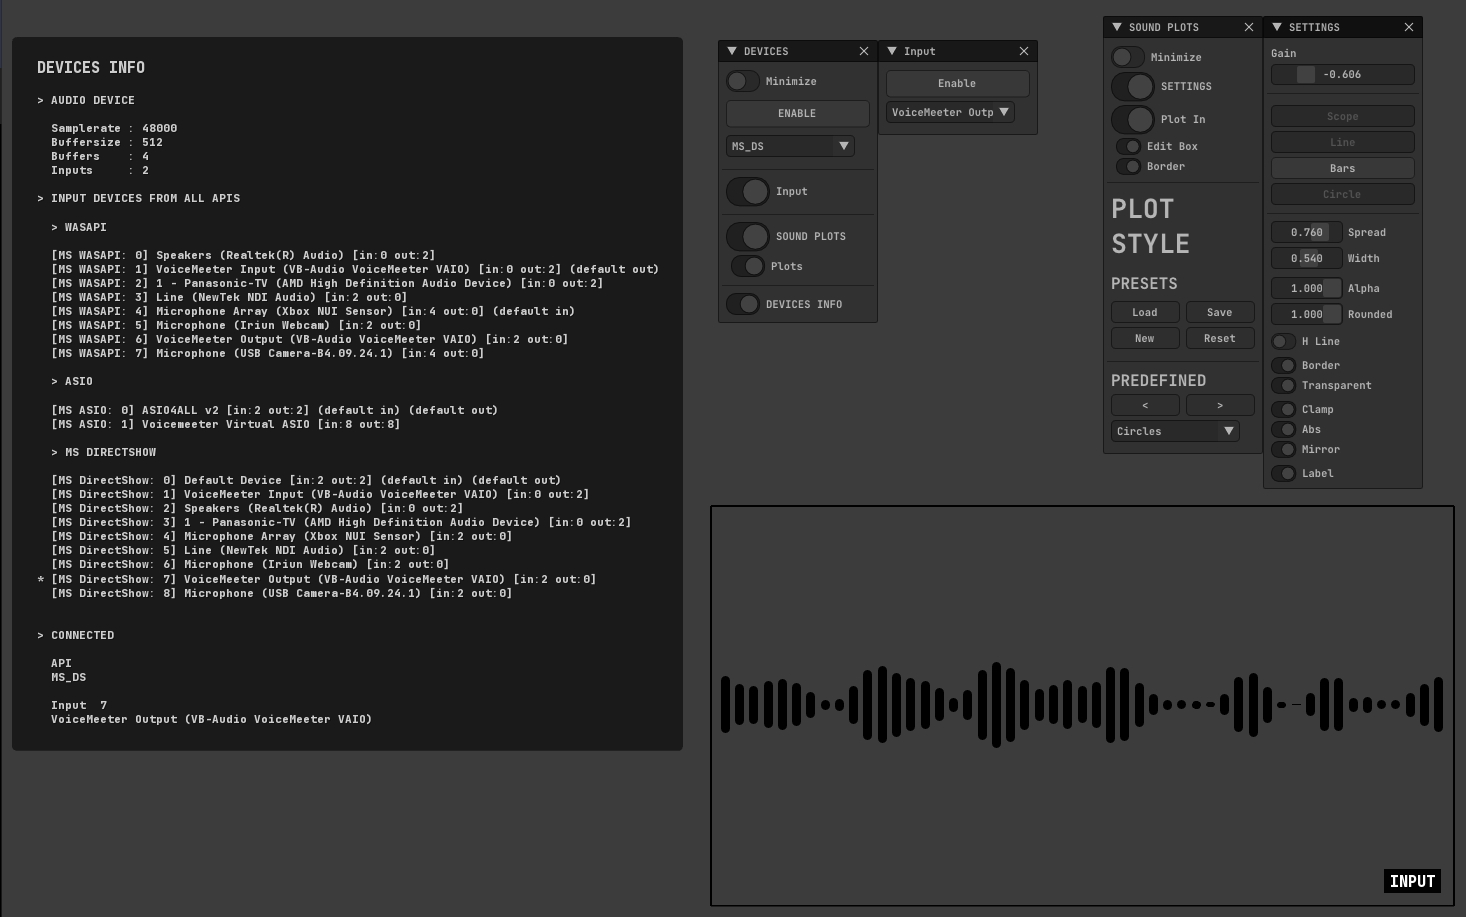 DEVICES INFO
> AUDIO DEVICE
Samplerate : 48000
Buffersize : 512
Buffers : 4
Inputs : 2
> INPUT DEVICES FROM ALL APIS
> WASAPI
[MS WASAPI: 0] Speakers (Realtek(R) Audio) [in:0 out:2]
[MS WASAPI: 1] VoiceMeeter Input (VB-Audio VoiceMeeter VAIO) [in:0 out:2] (default out)
[MS WASAPI: 2] 1 - Panasonic-TV (AMD High Definition Audio Device) [in:0 out:2]
[MS WASAPI: 3] Line (NewTek NDI Audio) [in:2 out:0]
[MS WASAPI: 4] Microphone Array (Xbox NUI Sensor) [in:4 out:0] (default in)
[MS WASAPI: 5] Microphone (Iriun Webcam) [in:2 out:0]
[MS WASAPI: 6] VoiceMeeter Output (VB-Audio VoiceMeeter VAIO) [in:2 out:0]
[MS WASAPI: 7] Microphone (USB Camera-B4.09.24.1) [in:4 out:0]
> ASIO
[MS ASIO: 0] ASIO4ALL v2 [in:2 out:2] (default in) (default out)
[MS ASIO: 1] Voicemeeter Virtual ASIO [in:8 out:8]
> MS DIRECTSHOW
[MS DirectShow: 0] Default Device [in:2 out:2] (default in) (default out)
[MS DirectShow: 1] VoiceMeeter Input (VB-Audio VoiceMeeter VAIO) [in:0 out:2]
[MS DirectShow: 2] Speakers (Realtek(R) Audio) [in:0 out:2]
[MS DirectShow: 3] 1 - Panasonic-TV (AMD High Definition Audio Device) [in:0 out:2]
[MS DirectShow: 4] Microphone Array (Xbox NUI Sensor) [in:2 out:0]
[MS DirectShow: 5] Line (NewTek NDI Audio) [in:2 out:0]
[MS DirectShow: 6] Microphone (Iriun Webcam) [in:2 out:0]
* [MS DirectShow: 7] VoiceMeeter Output (VB-Audio VoiceMeeter VAIO) [in:2 out:0]
[MS DirectShow: 8] Microphone (USB Camera-B4.09.24.1) [in:2 out:0]
> CONNECTED
API
MS_DS
Input 7
VoiceMeeter Output (VB-Audio VoiceMeeter VAIO)
DEVICES
Minimize
ENABLE
MS_DS
Input
SOUND PLOTS
Plots
DEVICES INFO
Input
Enable
VoiceMeeter Outp
SOUND PLOTS
Minimize
SETTINGS
Plot In
Edit Box
Border
PLOT
STYLE
PRESETS
Load Save
New Reset
PREDEFINED
< >
Circles
SETTINGS
Gain
-0.606
Scope
Line
Bars
Circle
0.760 Spread
0.540 Width
1.000 Alpha
1.000 Rounded
H Line
Border
Transparent
Clamp
Abs
Mirror
Label
INPUT